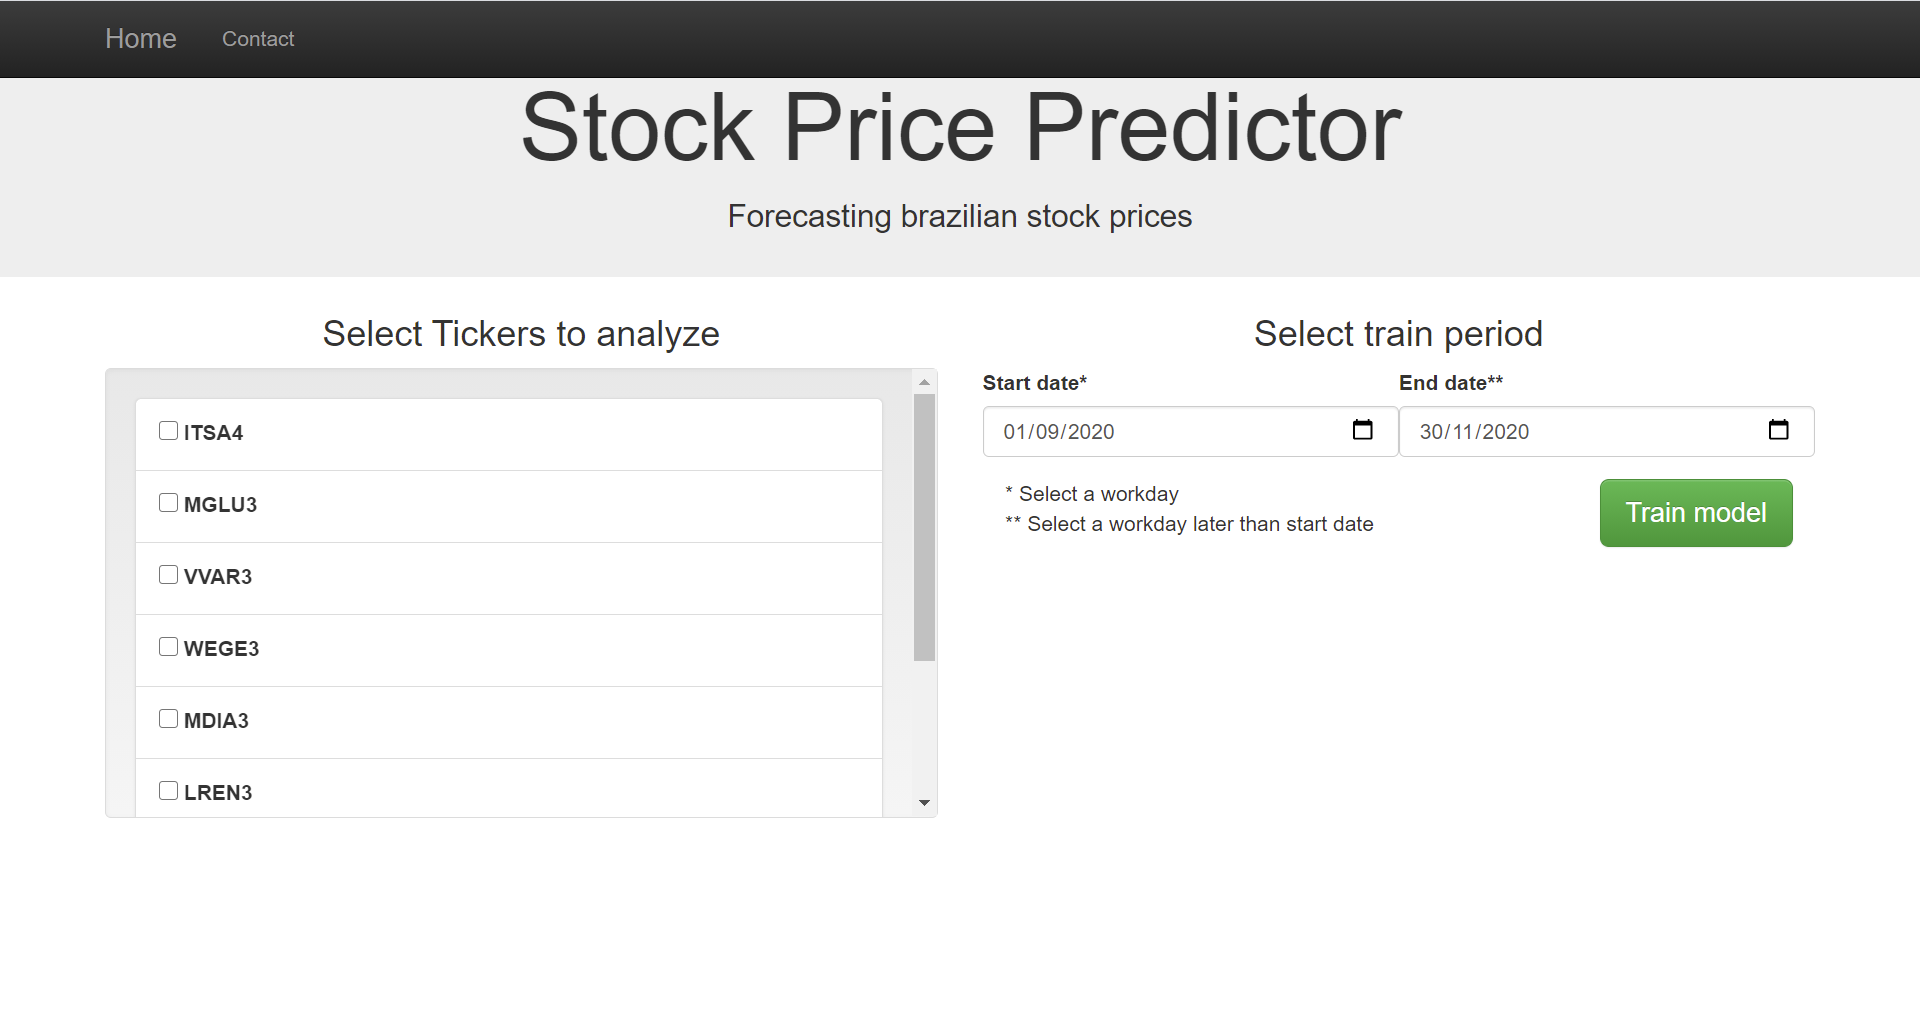 Home Contact
Stock Price Predictor
Forecasting brazilian stock prices
Select Tickers to analyze
ITSA4
MGLU3
VVAR3
WEGE3
MDIA3
LREN3
Select train period
Start date* End date**
01/09/2020 30/11/2020
* Select a workday
** Select a workday later than start date
Train model